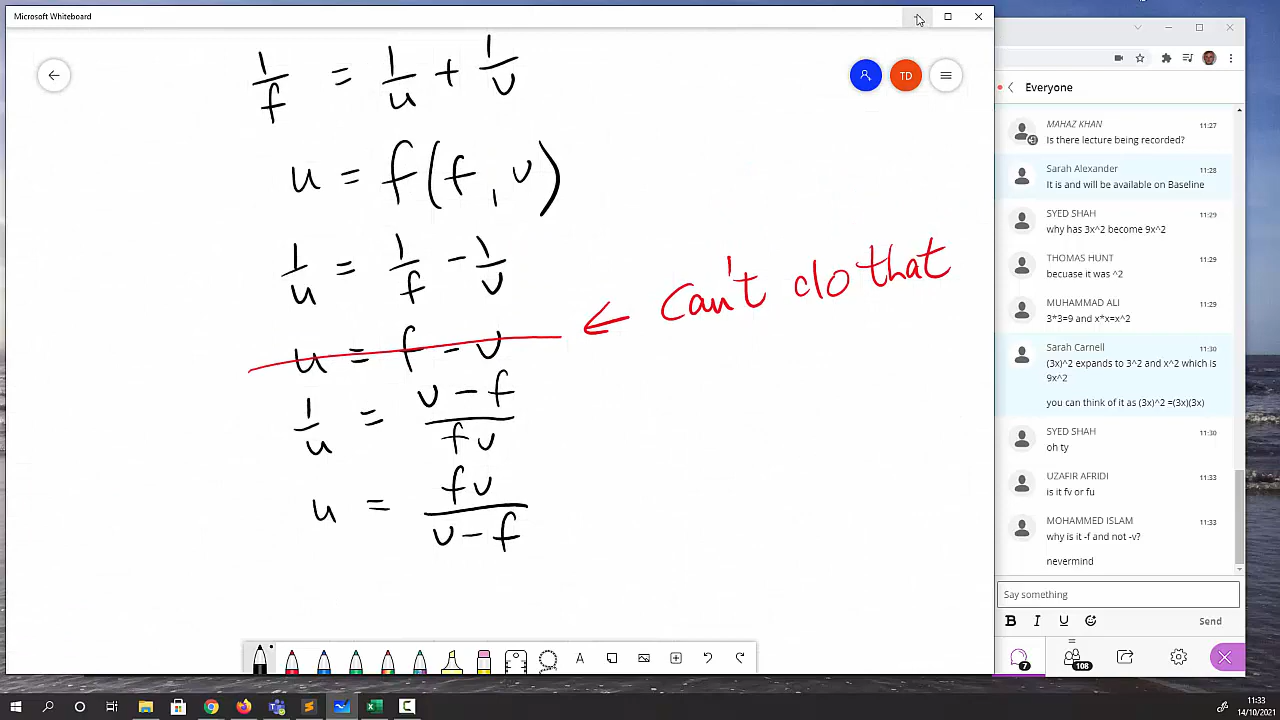 Microsoft Whiteboard
1/f = 1/u + 1/v
u = f(f, v)
1/u = 1/f - 1/v
u = f - v
← can't do that
1/u = (v - f)/fv
u = fv/(v - f)
TD
A
Everyone
MAHAZ KHAN 11:27
Is there lecture being recorded?
Sarah Alexander 11:28
It is and will be available on Baseline
SYED SHAH 11:29
why has 3x^2 become 9x^2
THOMAS HUNT 11:29
becuase it was ^2
MUHAMMAD ALI 11:29
3*3=9 and x*x=x^2
Sarah Carnell 11:30
(3x)^2 expands to 3^2 and x^2 which is
9x^2
you can think of it as (3x)^2 =(3x)(3x)
SYED SHAH 11:30
oh ty
UZAFIR AFRIDI 11:33
is it fv or fu
MOHAMMED ISLAM 11:33
why is it -f and not -v?
nevermind
Say something
B I U Send
7 108
11:33
14/10/2021